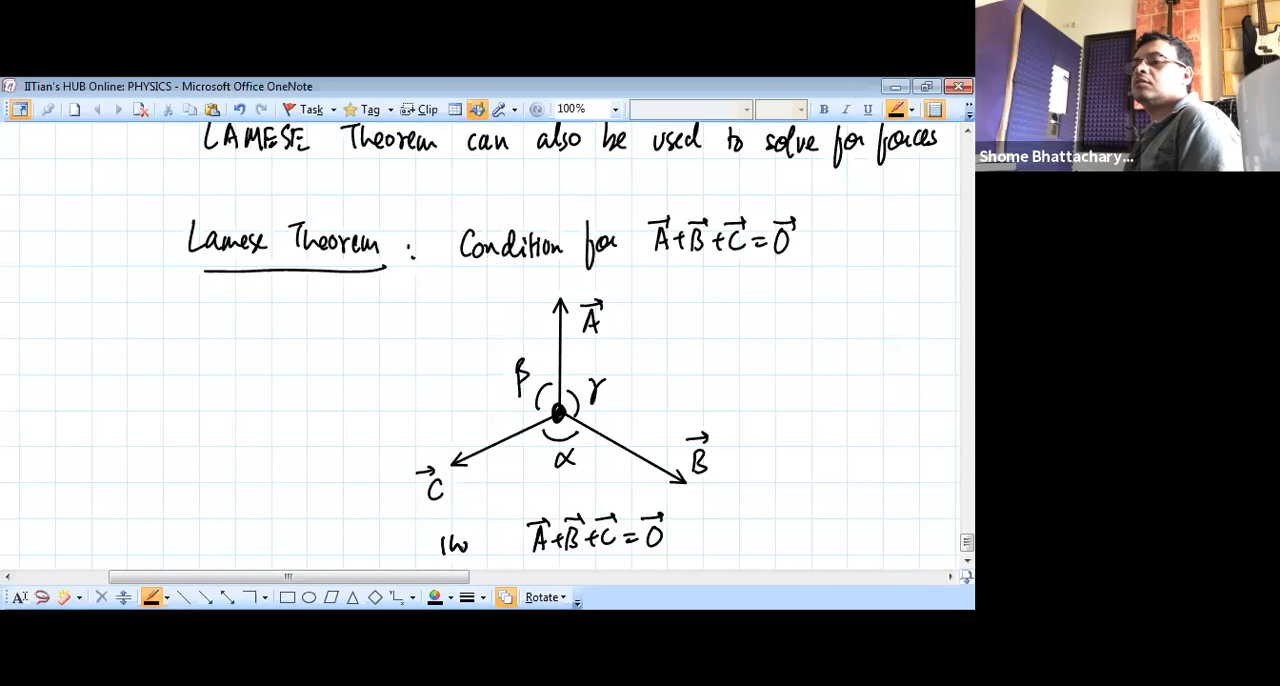 IITian's HUB Online: PHYSICS - Microsoft Office OneNote
Task Tag Clip 100% B I U
LAMESE Theorem can also be used to solve for forces
Shome Bhattachary...
Lamese Theorem : Condition for A⃗+B⃗+C⃗=0⃗
A⃗
β γ
α
B⃗
C⃗
A⃗+B⃗+C⃗=0⃗
A Rotate